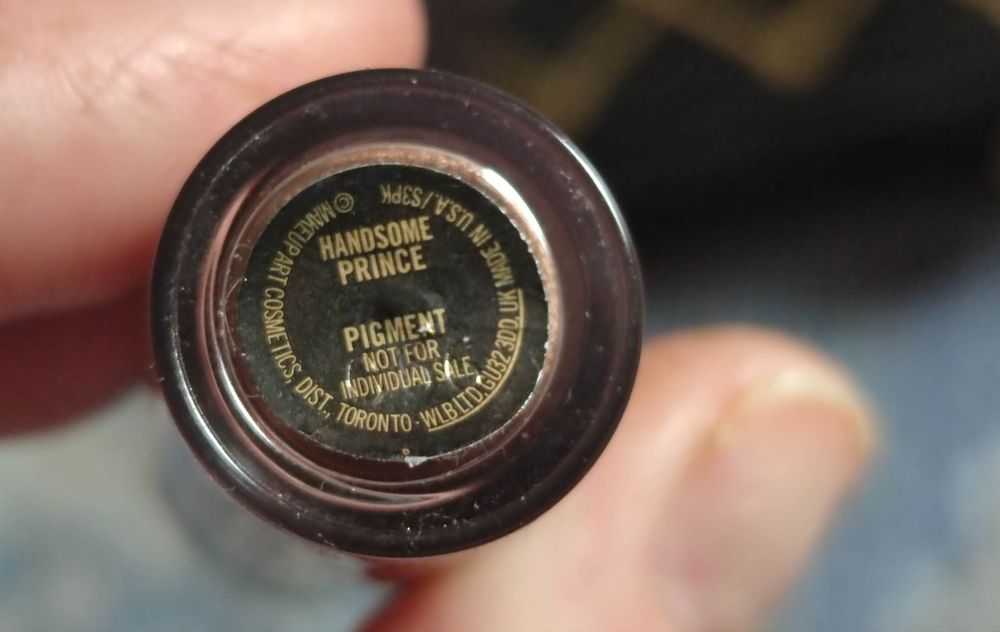 HANDSOME
PRINCE
PIGMENT
NOT FOR
INDIVIDUAL SALE
© MAKEUP ART COSMETICS, DIST., TORONTO · WLB LTD, GU32 3DD, UK MADE IN U.S.A./S3PK